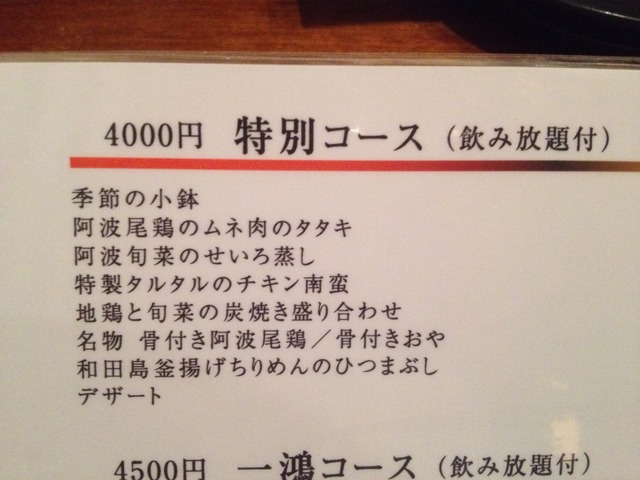 4000円 特別コース（飲み放題付）
季節の小鉢
阿波尾鶏のムネ肉のタタキ
阿波旬菜のせいろ蒸し
特製タルタルのチキン南蛮
地鶏と旬菜の炭焼き盛り合わせ
名物 骨付き阿波尾鶏／骨付きおや
和田島釜揚げちりめんのひつまぶし
デザート
4500円 一鴻コース（飲み放題付）